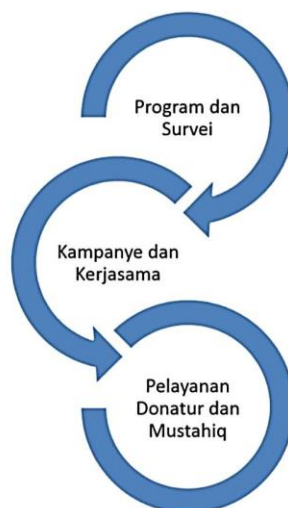 Program dan
Survei
Kampanye dan
Kerjasama
Pelayanan
Donatur dan
Mustahiq